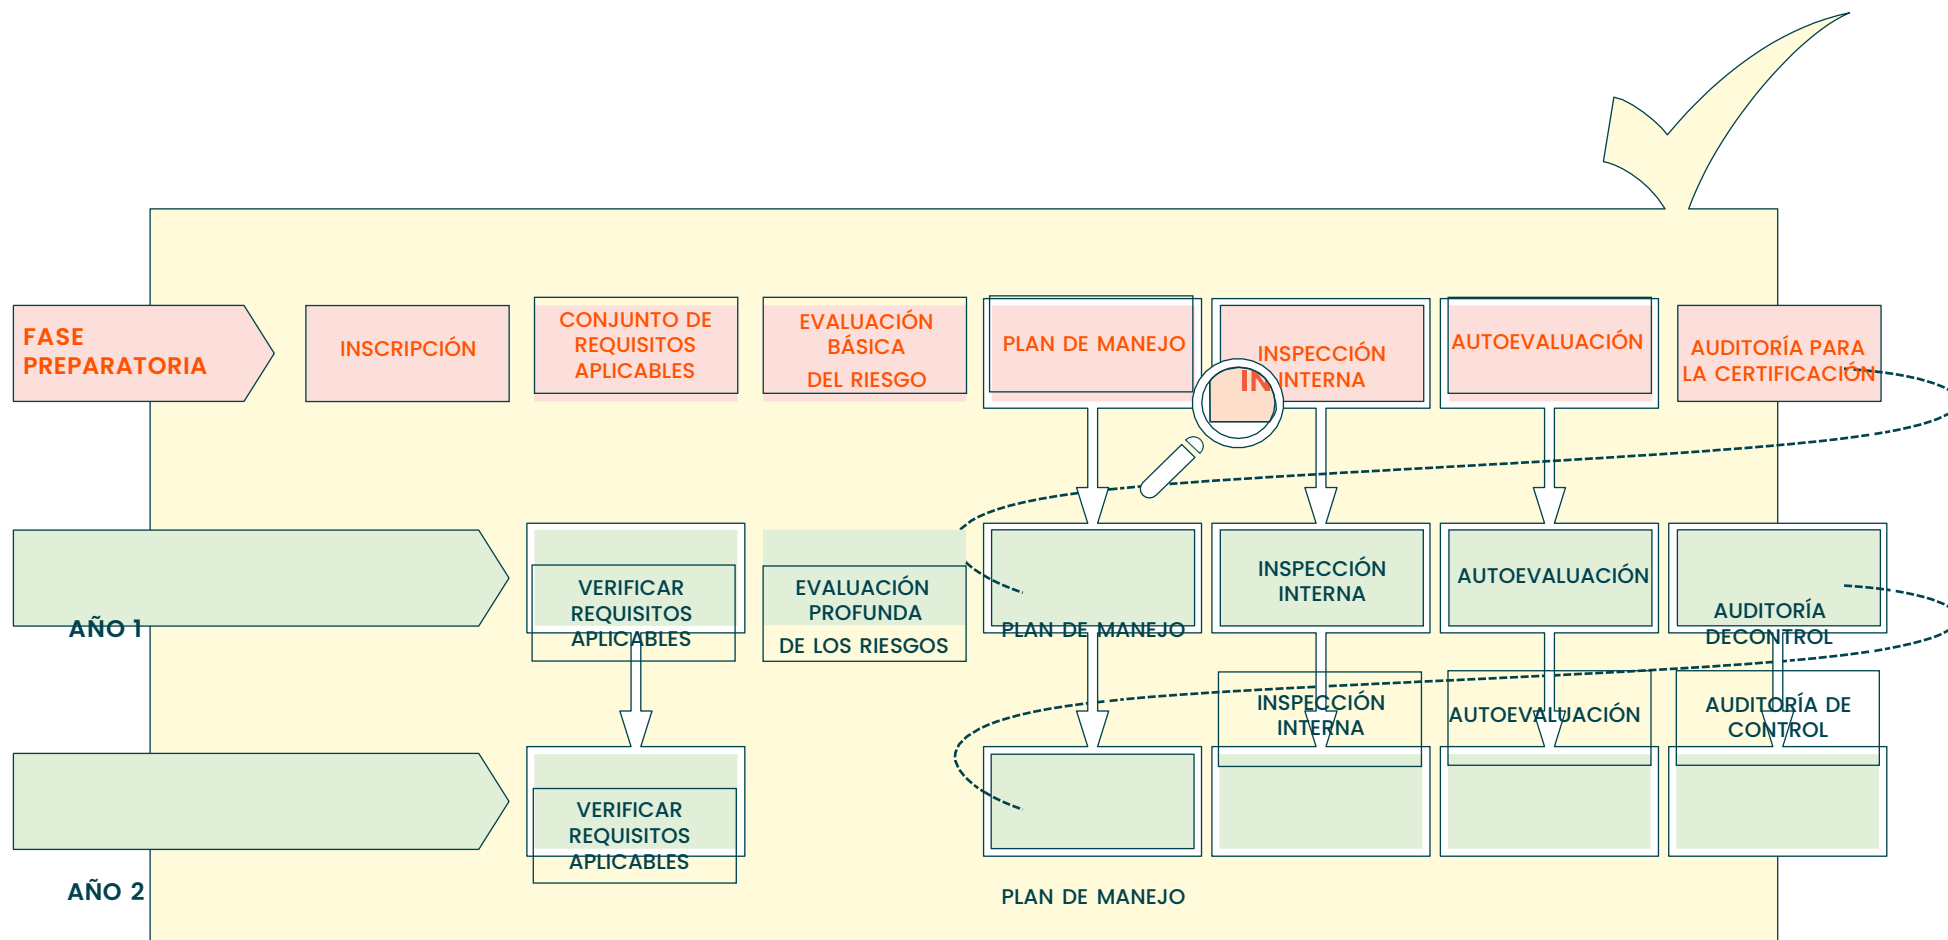 FASE
PREPARATORIA
INSCRIPCIÓN
CONJUNTO DE
REQUISITOS
APLICABLES
EVALUACIÓN
BÁSICA
DEL RIESGO
PLAN DE MANEJO
INSPECCIÓN
INTERNA
IN
AUTOEVALUACIÓN
AUDITORÍA PARA
LA CERTIFICACIÓN
AÑO 1
VERIFICAR
REQUISITOS
APLICABLES
EVALUACIÓN
PROFUNDA
DE LOS RIESGOS
PLAN DE MANEJO
INSPECCIÓN
INTERNA
AUTOEVALUACIÓN
AUDITORÍA
DECONTROL
AÑO 2
VERIFICAR
REQUISITOS
APLICABLES
PLAN DE MANEJO
INSPECCIÓN
INTERNA
AUTOEVALUACIÓN
AUDITORÍA DE
CONTROL